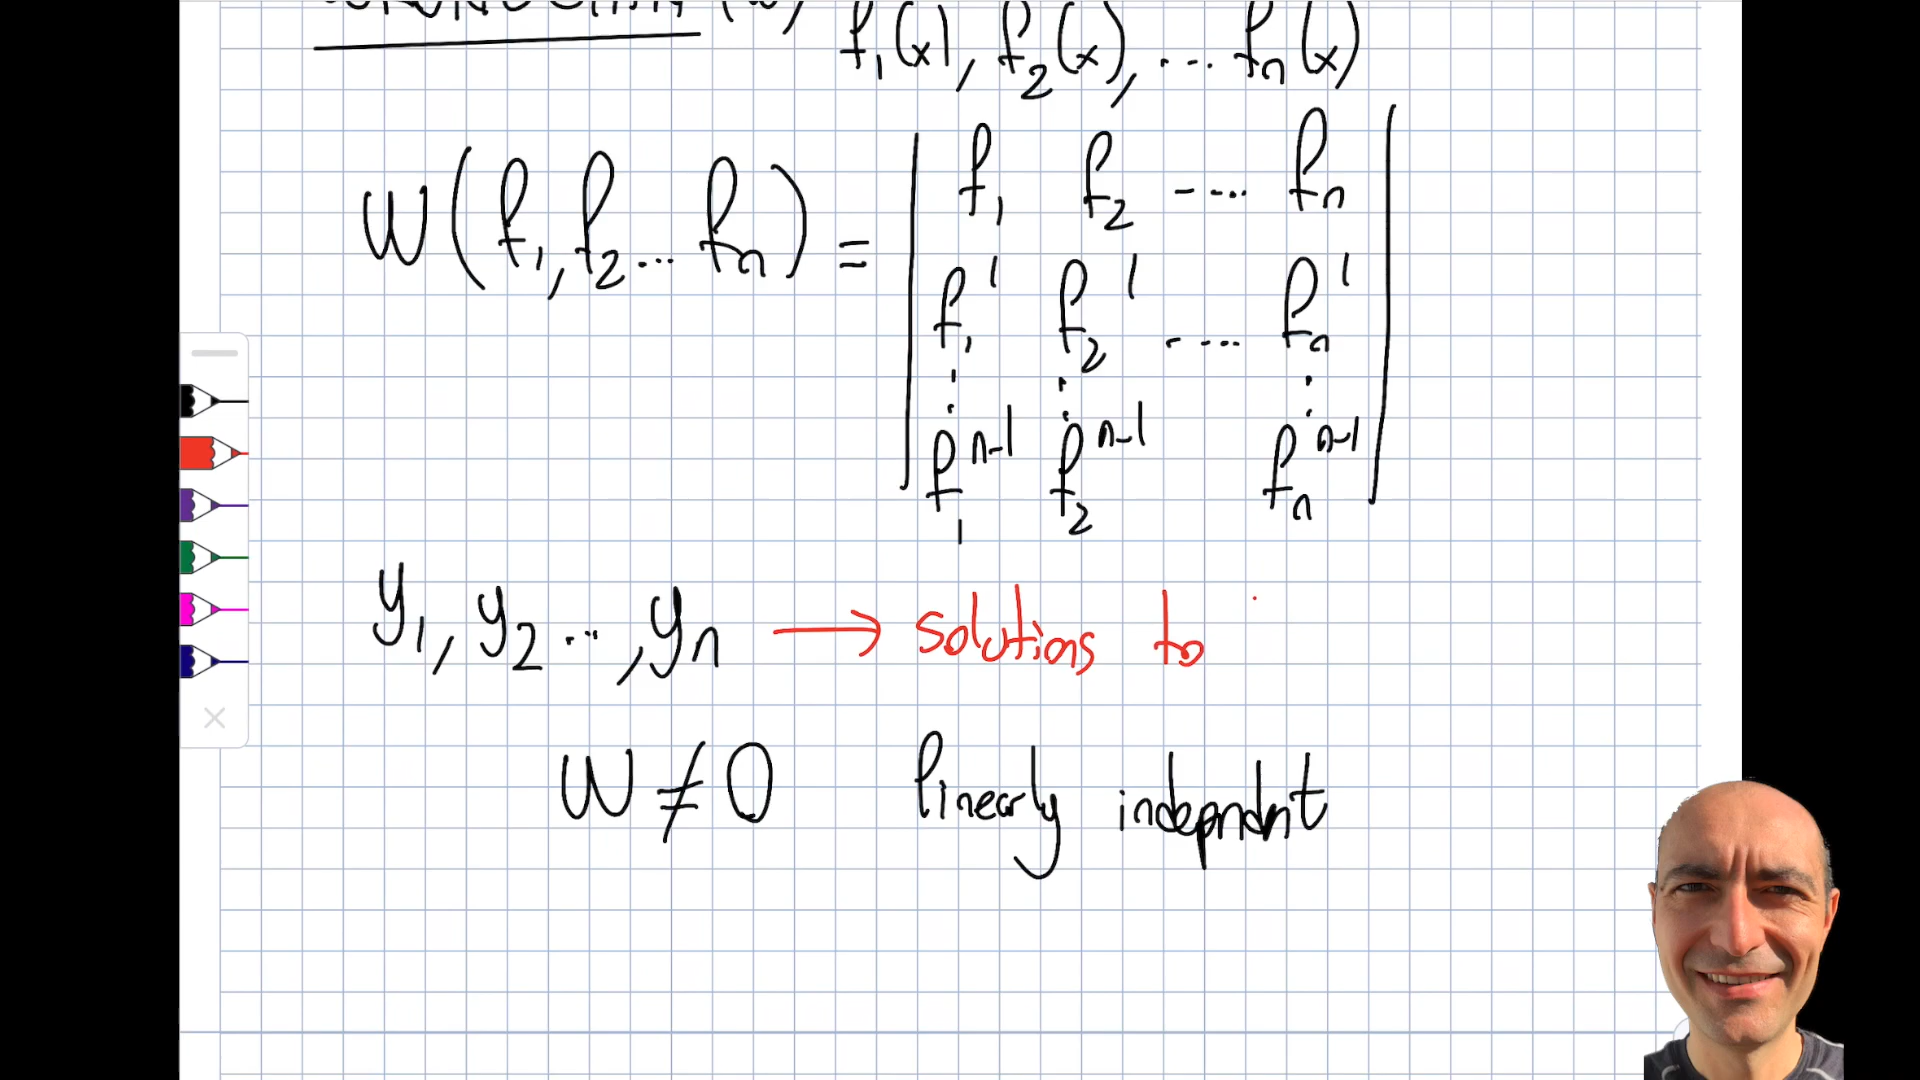 f₁(x), f₂(x), ... fₙ(x)
W(f₁, f₂ ... fₙ) = | f₁ f₂ ---- fₙ |
| f₁' f₂' .... fₙ' |
| : : : |
| f₁ⁿ⁻¹ f₂ⁿ⁻¹ fₙⁿ⁻¹ |
y₁, y₂ ..., yₙ → solutions to
W ≠ 0 linearly indepndnt